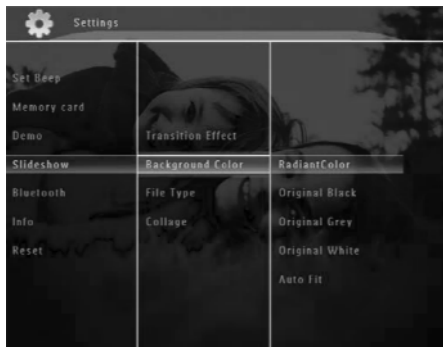 Settings
Set Beep
Memory card
Demo
Slideshow
Bluetooth
Info
Reset
Transition Effect
Background Color
File Type
Collage
RadiantColor
Original Black
Original Grey
Original White
Auto Fit